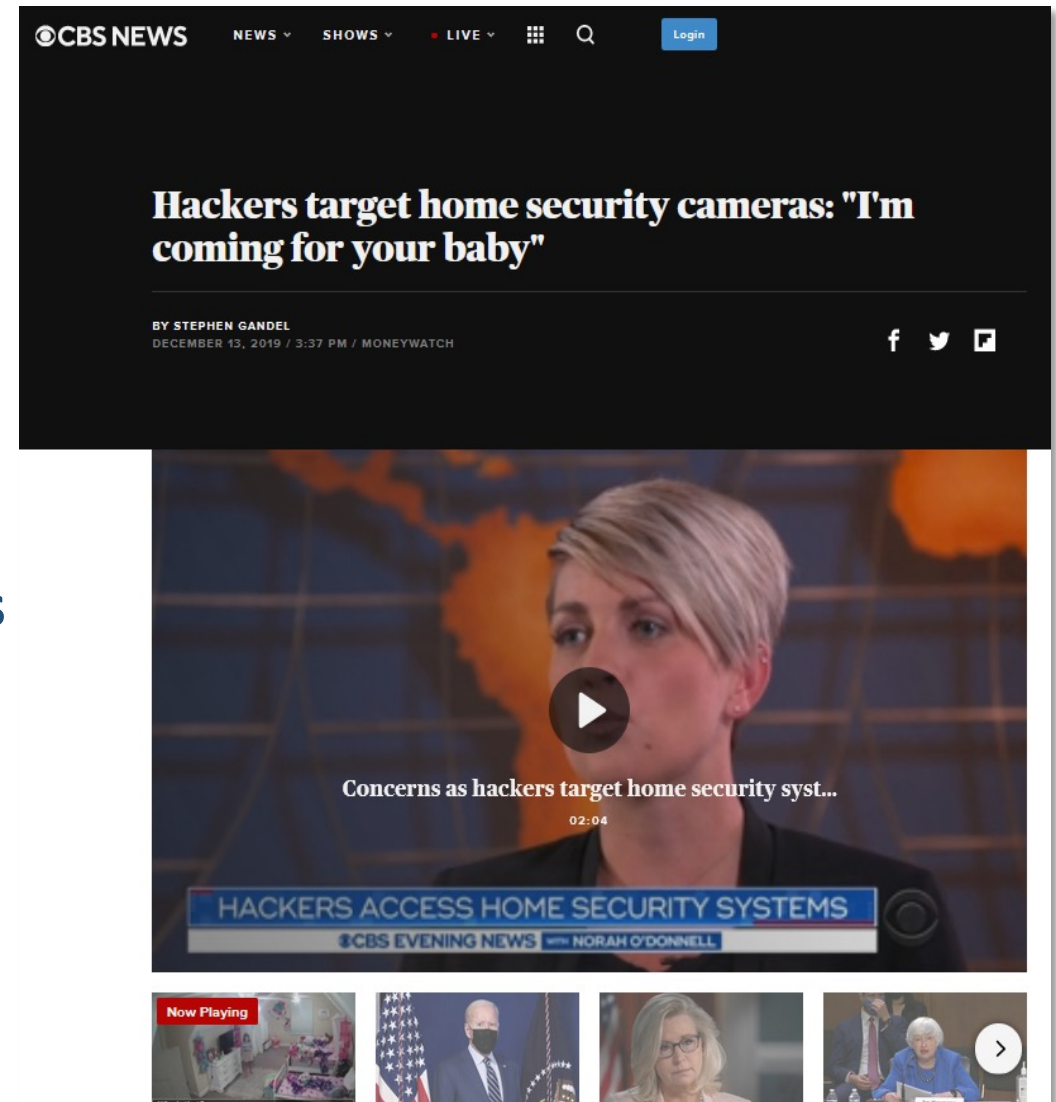 CBS NEWS NEWS SHOWS LIVE Login
Hackers target home security cameras: "I'm
coming for your baby"
BY STEPHEN GANDEL
DECEMBER 13, 2019 / 3:37 PM / MONEYWATCH
s
Concerns as hackers target home security syst...
02:04
HACKERS ACCESS HOME SECURITY SYSTEMS
CBS EVENING NEWS WITH NORAH O'DONNELL
Now Playing